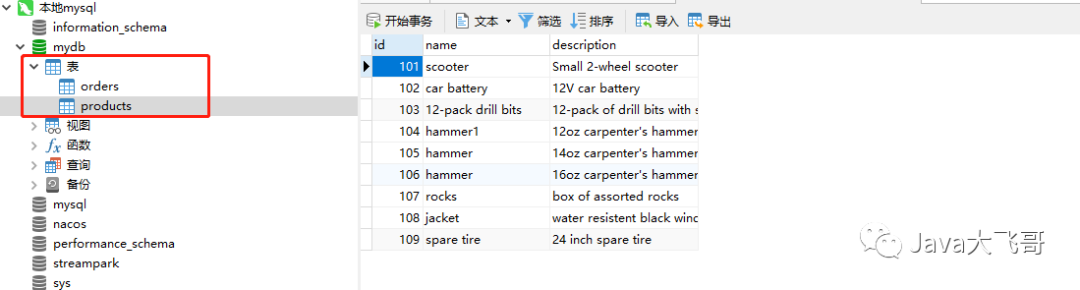 本地mysql
information_schema
mydb
表
orders
products
视图
函数
查询
备份
mysql
nacos
performance_schema
streampark
sys
开始事务 文本 筛选 排序 导入 导出
id name description
101 scooter Small 2-wheel scooter
102 car battery 12V car battery
103 12-pack drill bits 12-pack of drill bits with s
104 hammer1 12oz carpenter's hammer
105 hammer 14oz carpenter's hammer
106 hammer 16oz carpenter's hammer
107 rocks box of assorted rocks
108 jacket water resistent black wind
109 spare tire 24 inch spare tire
Java大飞哥